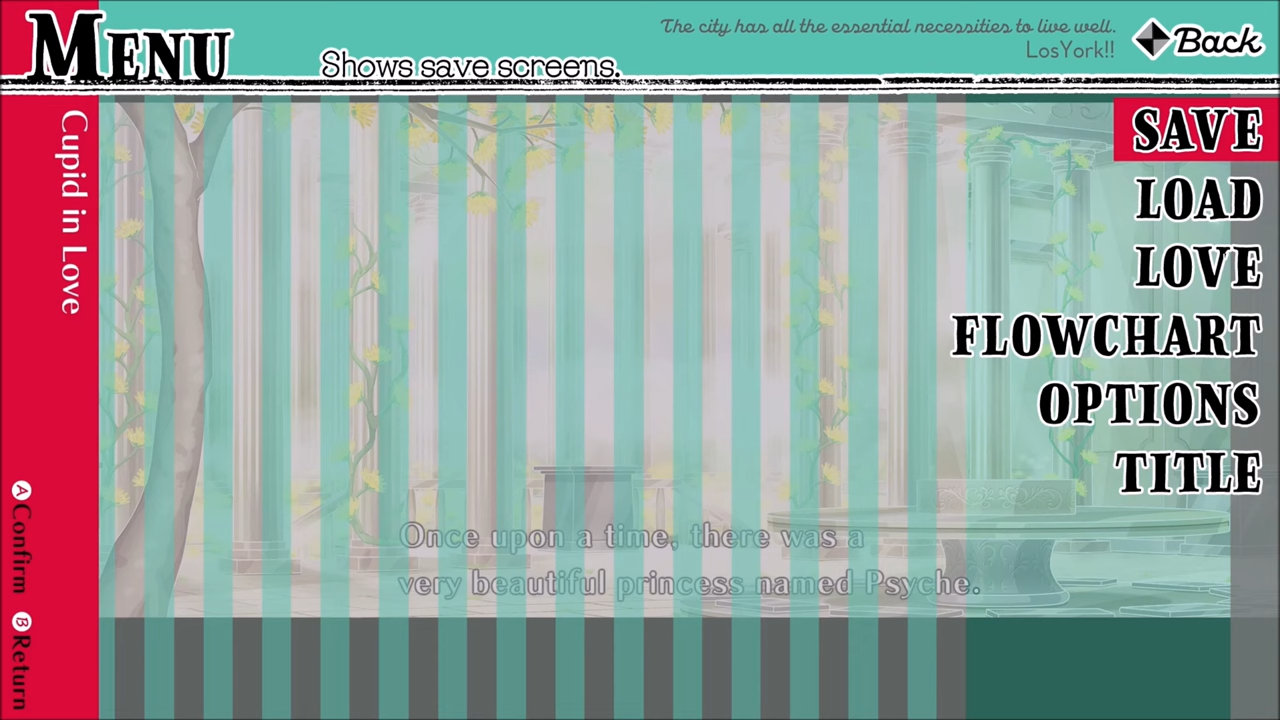 MENU
Shows save screens.
The city has all the essential necessities to live well.
LosYork!!
Back
Cupid in Love
SAVE
LOAD
LOVE
FLOWCHART
OPTIONS
TITLE
Once upon a time, there was a
very beautiful princess named Psyche.
A Confirm B Return